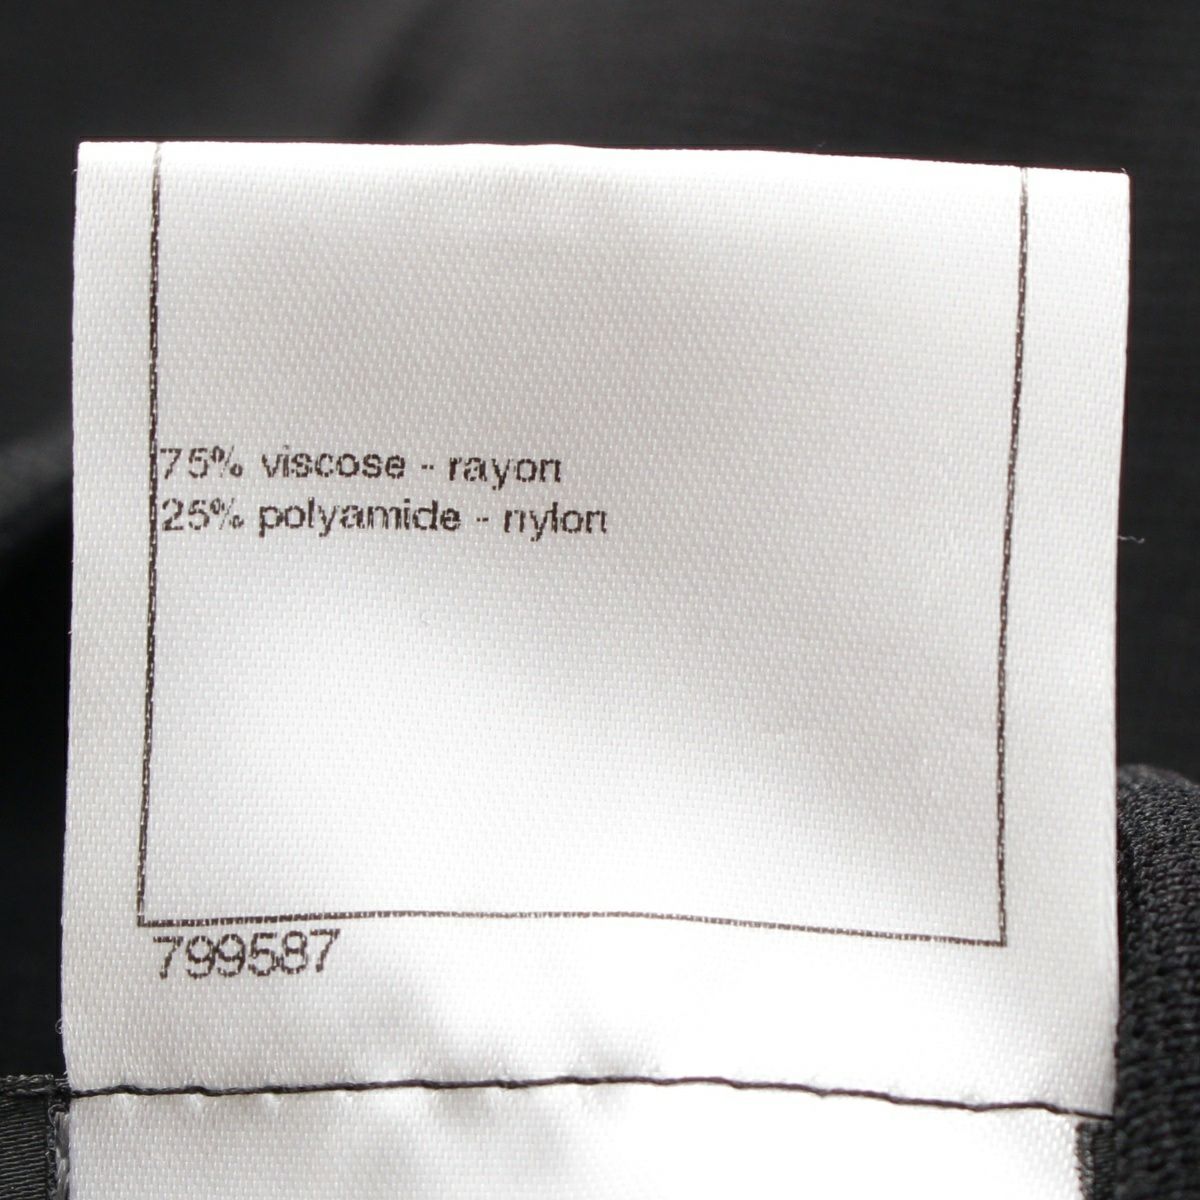 75% viscose - rayon
25% polyamide - nylon
799587